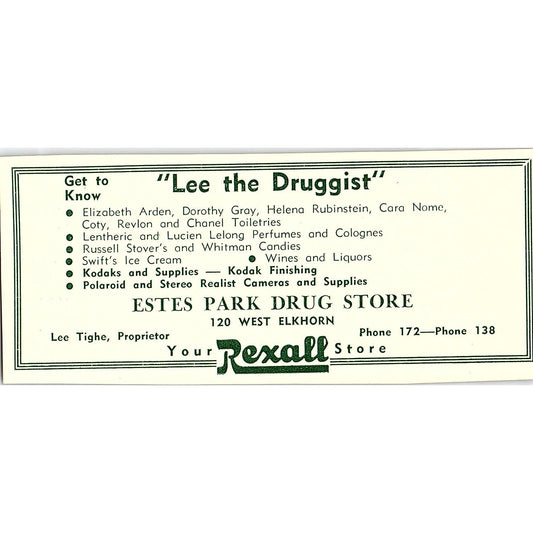 Get to Know "Lee the Druggist"
● Elizabeth Arden, Dorothy Gray, Helena Rubinstein, Cara Nome,
Coty, Revlon and Chanel Toiletries
● Lentheric and Lucien Lelong Perfumes and Colognes
● Russell Stover's and Whitman Candies
● Swift's Ice Cream ● Wines and Liquors
● Kodaks and Supplies — Kodak Finishing
● Polaroid and Stereo Realist Cameras and Supplies
ESTES PARK DRUG STORE
120 WEST ELKHORN
Lee Tighe, Proprietor Phone 172—Phone 138
Your Rexall Store